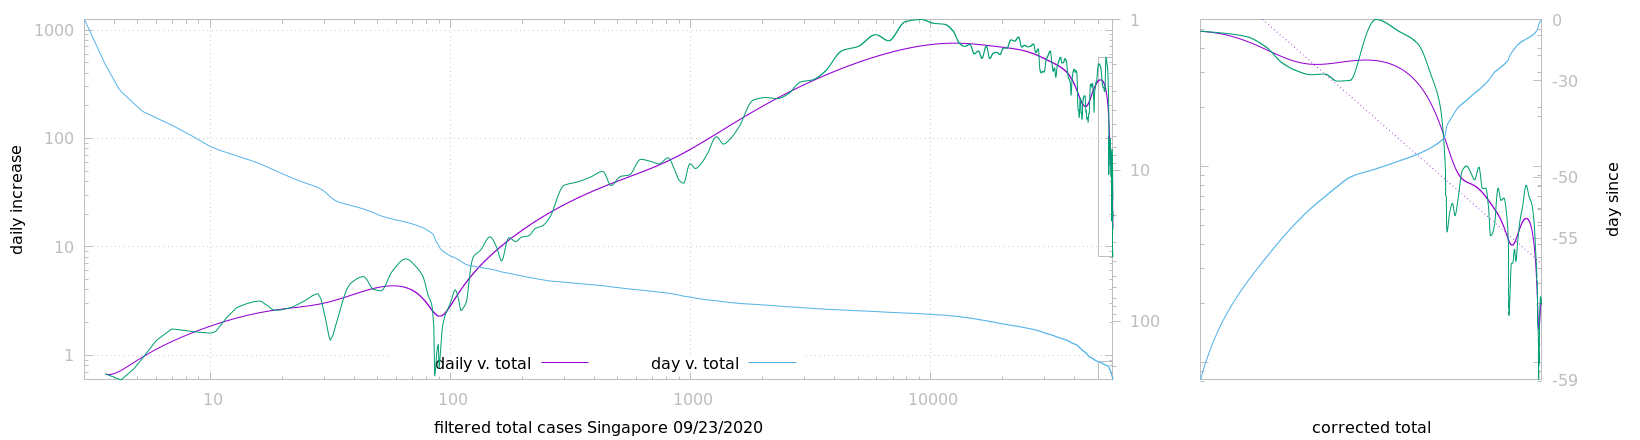 1000
100
10
1
daily increase
10
100
1000
10000
filtered total cases Singapore 09/23/2020
daily v. total
day v. total
1
10
100
0
-30
-50
-55
-59
day since
corrected total